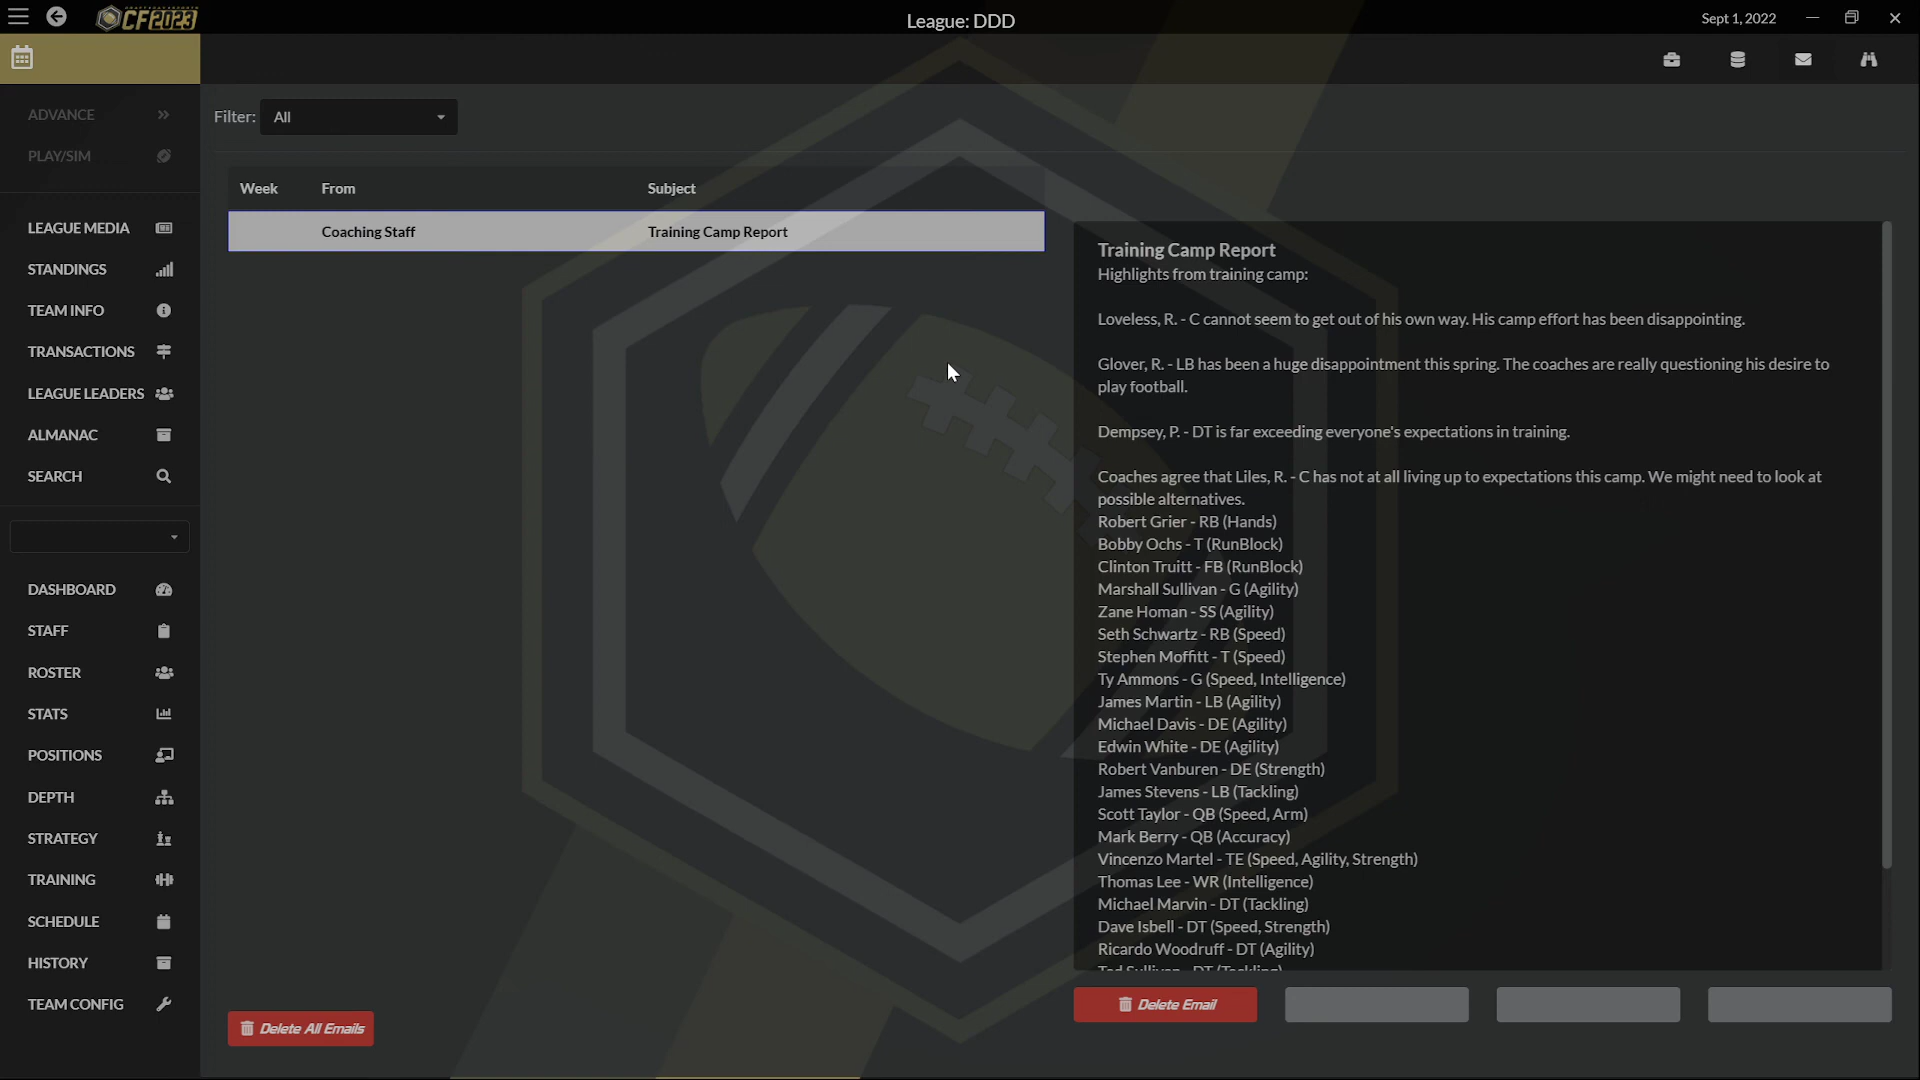 CF2023
League: DDD
Sept 1, 2022
ADVANCE
PLAY/SIM
LEAGUE MEDIA
STANDINGS
TEAM INFO
TRANSACTIONS
LEAGUE LEADERS
ALMANAC
SEARCH
DASHBOARD
STAFF
ROSTER
STATS
POSITIONS
DEPTH
STRATEGY
TRAINING
SCHEDULE
HISTORY
TEAM CONFIG
Filter: All
Week From Subject
Coaching Staff Training Camp Report
Delete All Emails
Training Camp Report
Highlights from training camp:
Loveless, R. - C cannot seem to get out of his own way. His camp effort has been disappointing.
Glover, R. - LB has been a huge disappointment this spring. The coaches are really questioning his desire to
play football.
Dempsey, P. - DT is far exceeding everyone's expectations in training.
Coaches agree that Liles, R. - C has not at all living up to expectations this camp. We might need to look at
possible alternatives.
Robert Grier - RB (Hands)
Bobby Ochs - T (RunBlock)
Clinton Truitt - FB (RunBlock)
Marshall Sullivan - G (Agility)
Zane Homan - SS (Agility)
Seth Schwartz - RB (Speed)
Stephen Moffitt - T (Speed)
Ty Ammons - G (Speed, Intelligence)
James Martin - LB (Agility)
Michael Davis - DE (Agility)
Edwin White - DE (Agility)
Robert Vanburen - DE (Strength)
James Stevens - LB (Tackling)
Scott Taylor - QB (Speed, Arm)
Mark Berry - QB (Accuracy)
Vincenzo Martel - TE (Speed, Agility, Strength)
Thomas Lee - WR (Intelligence)
Michael Marvin - DT (Tackling)
Dave Isbell - DT (Speed, Strength)
Ricardo Woodruff - DT (Agility)
Ted Sullivan - DT (Tackling)
Delete Email